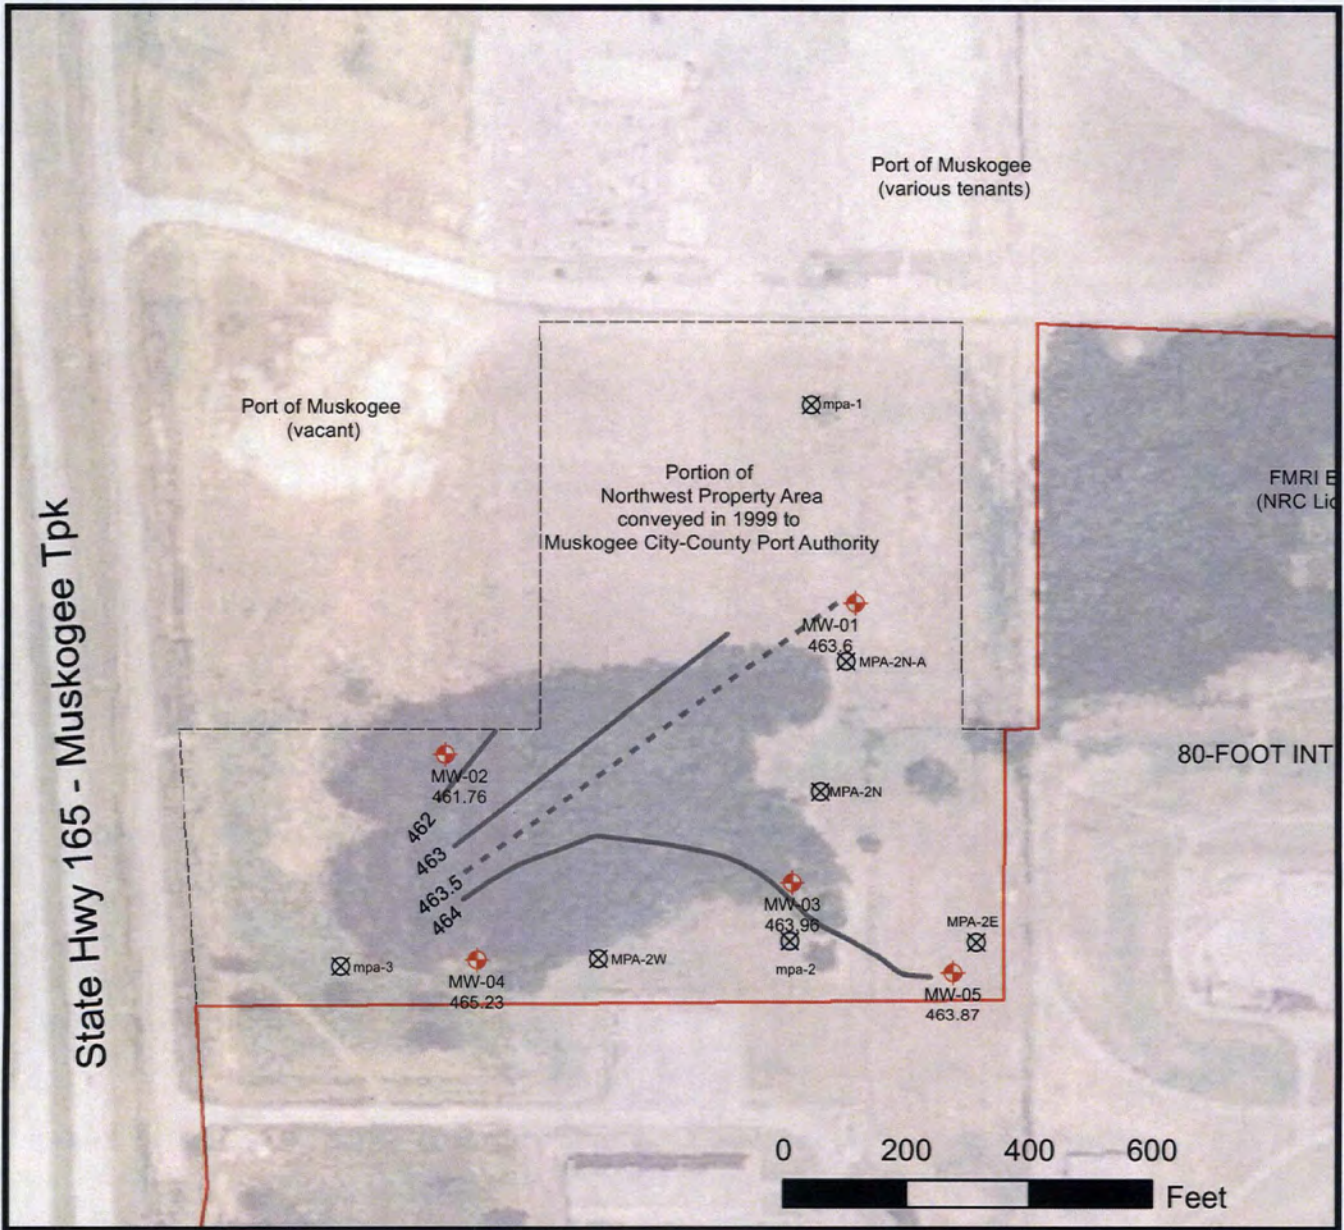 Port of Muskogee
(various tenants)
Port of Muskogee
(vacant)
mpa-1
Portion of
Northwest Property Area
conveyed in 1999 to
Muskogee City-County Port Authority
FMRI E
(NRC Lic
State Hwy 165 - Muskogee Tpk
MW-01
463.6
MPA-2N-A
80-FOOT INT
MW-02
461.76
MPA-2N
462
463
463.5
464
MW-03
463.96
MPA-2E
mpa-3
MW-04
465.23
MPA-2W
mpa-2
MW-05
463.87
0 200 400 600
Feet